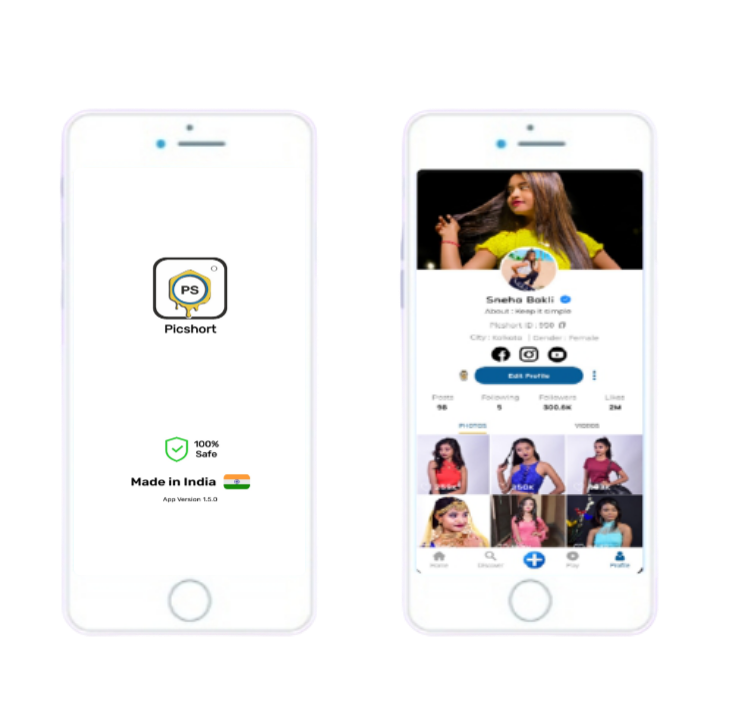 PS
Picshort
100%
Safe
Made in India
App Version 1.5.0
Sneha Bakli
About : Keep it simple
Picshort ID : 999
City : Kolkata | Gender : Female
Edit Profile
Posts Following Followers Likes
98 5 300.8K 2M
PHOTOS VIDEOS
250K
Home Discover Play Profile